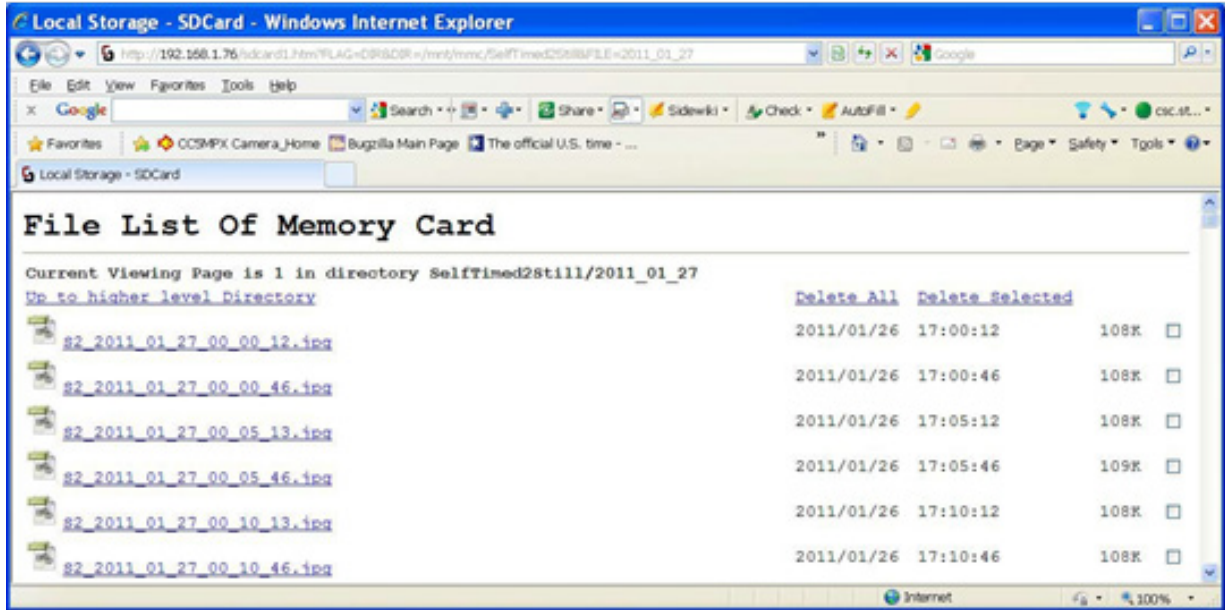 Local Storage - SDCard - Windows Internet Explorer
http://192.168.1.76/sdcard1.htm?FLAG=DIR&DIR=/mnt/mmc/SelfTimed2Still&FILE=2011_01_27 Google
File Edit View Favorites Tools Help
x Google Search Share Sidewiki Check AutoFill csc.st...
Favorites CCSMPX Camera_Home Bugzilla Main Page The official U.S. time - ... » Page Safety Tools
Local Storage - SDCard
File List Of Memory Card
Current Viewing Page is 1 in directory SelfTimed2Still/2011_01_27
Up to higher level Directory Delete All Delete Selected
S2_2011_01_27_00_00_12.jpg 2011/01/26 17:00:12 108K
S2_2011_01_27_00_00_46.jpg 2011/01/26 17:00:46 108K
S2_2011_01_27_00_05_13.jpg 2011/01/26 17:05:12 108K
S2_2011_01_27_00_05_46.jpg 2011/01/26 17:05:46 109K
S2_2011_01_27_00_10_13.jpg 2011/01/26 17:10:12 108K
S2_2011_01_27_00_10_46.jpg 2011/01/26 17:10:46 108K
Internet 100%